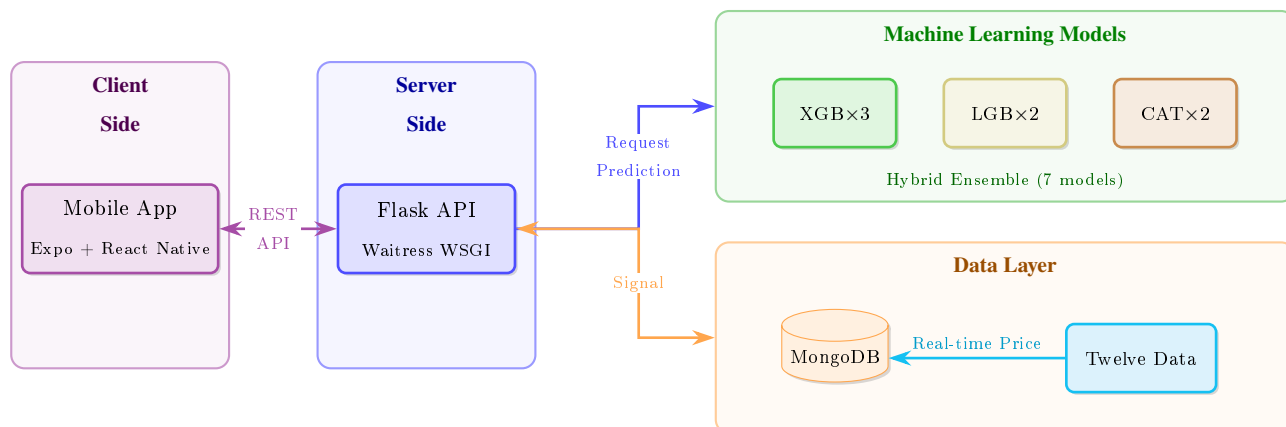 Client
Side
Mobile App
Expo + React Native
REST
API
Server
Side
Flask API
Waitress WSGI
Request
Prediction
Signal
Machine Learning Models
XGB×3
LGB×2
CAT×2
Hybrid Ensemble (7 models)
Data Layer
MongoDB
Real-time Price
Twelve Data